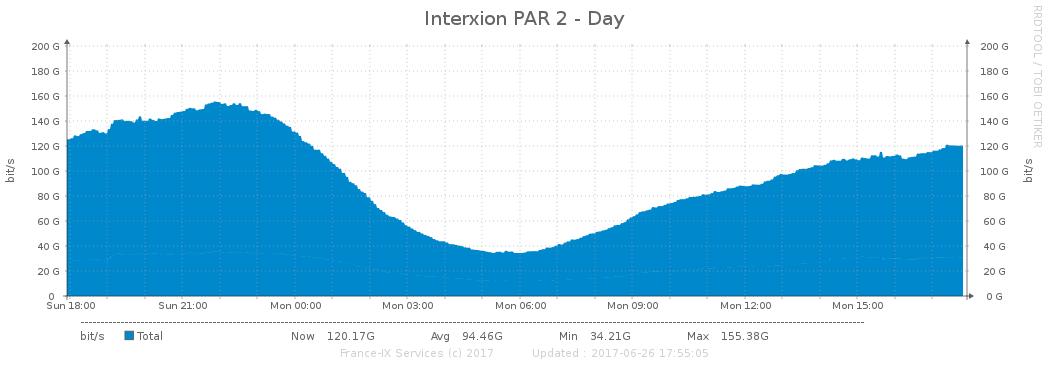 Interxion PAR 2 - Day
RRDTOOL / TOBI OETIKER
bit/s
200 G 200 G
180 G 180 G
160 G 160 G
140 G 140 G
120 G 120 G
100 G 100 G
80 G 80 G
60 G 60 G
40 G 40 G
20 G 20 G
0 0 G
bit/s
Sun 18:00 Sun 21:00 Mon 00:00 Mon 03:00 Mon 06:00 Mon 09:00 Mon 12:00 Mon 15:00
bit/s Total Now 120.17G Avg 94.46G Min 34.21G Max 155.38G
France-IX Services (c) 2017 Updated : 2017-06-26 17:55:05